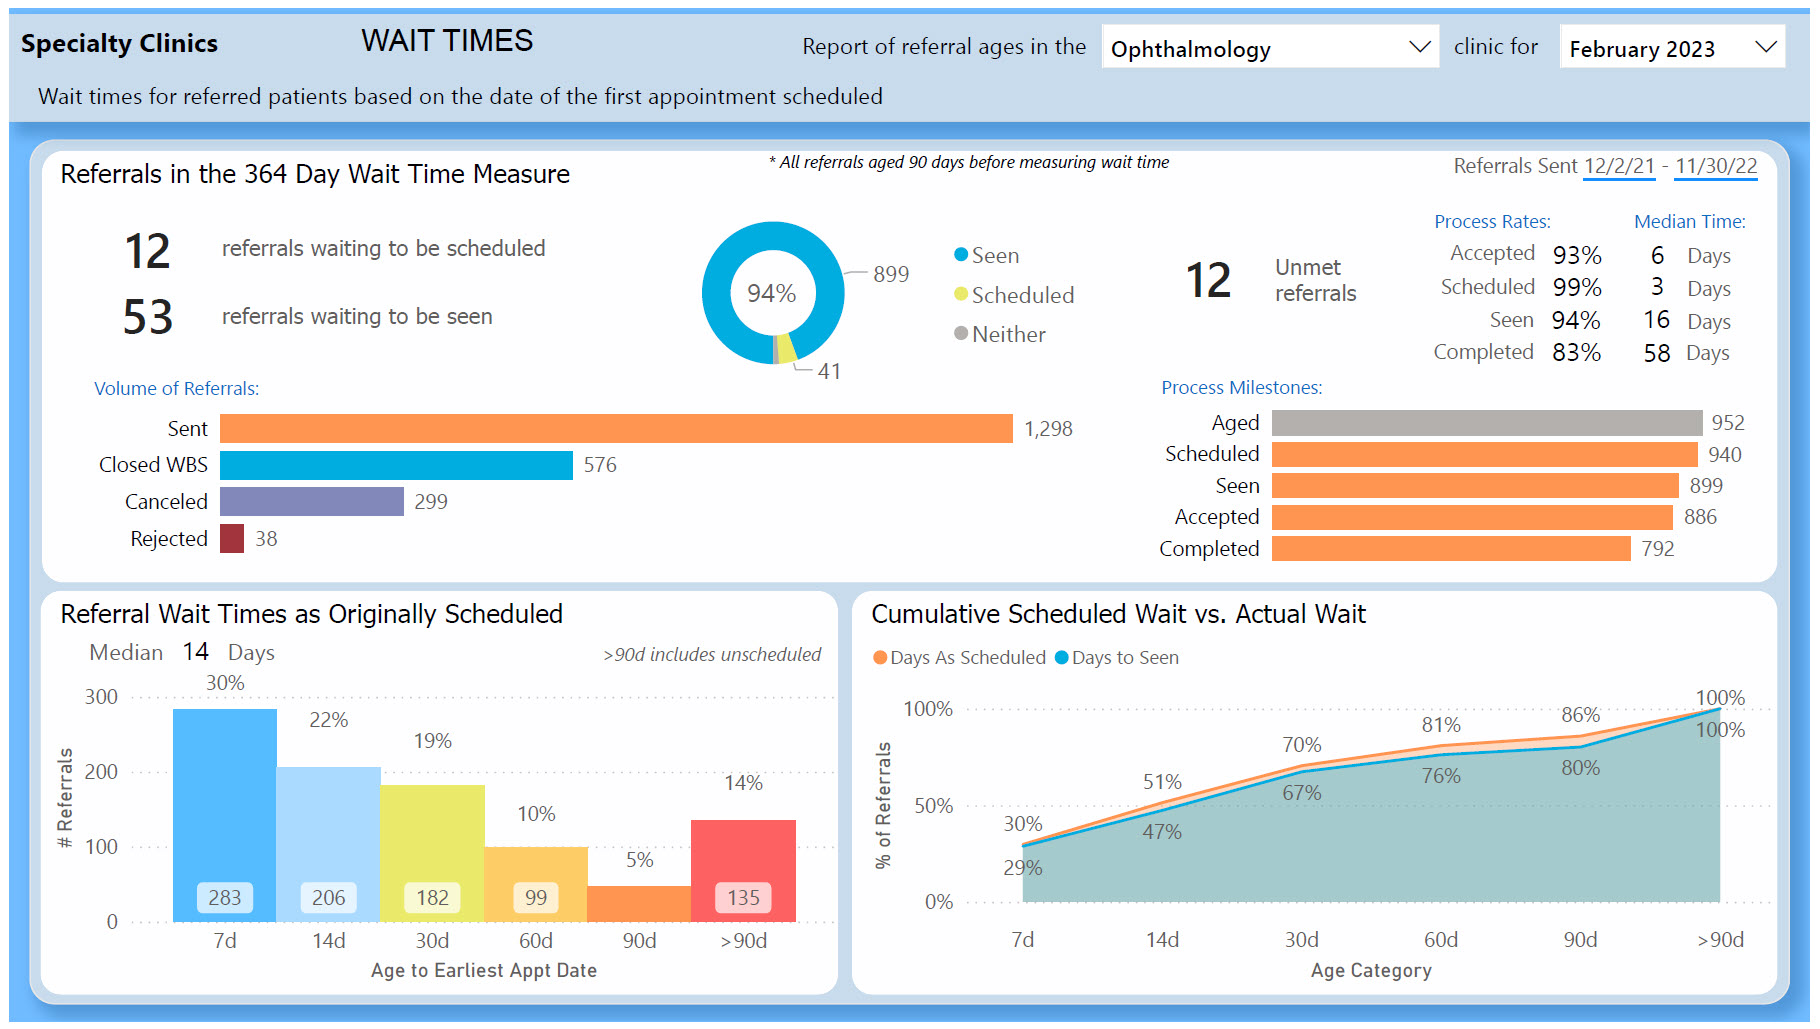 Specialty Clinics
WAIT TIMES
Report of referral ages in the Ophthalmology clinic for February 2023
Wait times for referred patients based on the date of the first appointment scheduled
Referrals in the 364 Day Wait Time Measure
* All referrals aged 90 days before measuring wait time
Referrals Sent 12/2/21 - 11/30/22
12 referrals waiting to be scheduled
53 referrals waiting to be seen
94%
899
41
Seen
Scheduled
Neither
12 Unmet
referrals
Process Rates: Median Time:
Accepted 93% 6 Days
Scheduled 99% 3 Days
Seen 94% 16 Days
Completed 83% 58 Days
Volume of Referrals:
Sent 1,298
Closed WBS 576
Canceled 299
Rejected 38
Process Milestones:
Aged 952
Scheduled 940
Seen 899
Accepted 886
Completed 792
Referral Wait Times as Originally Scheduled
Median 14 Days
>90d includes unscheduled
# Referrals
300
200
100
0
30%
22%
19%
10%
5%
14%
283
206
182
99
135
7d
14d
30d
60d
90d
>90d
Age to Earliest Appt Date
Cumulative Scheduled Wait vs. Actual Wait
Days As Scheduled
Days to Seen
% of Referrals
100%
50%
0%
30%
51%
70%
81%
86%
100%
29%
47%
67%
76%
80%
100%
7d
14d
30d
60d
90d
>90d
Age Category